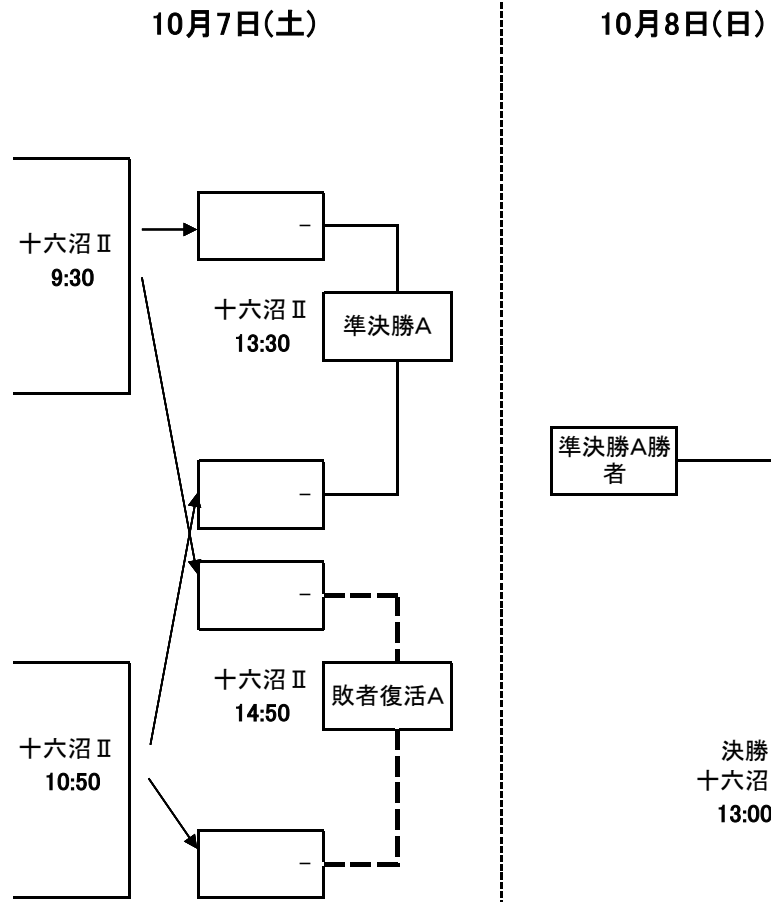 10月7日(土)
10月8日(日)
十六沼Ⅱ
9:30
－
十六沼Ⅱ
13:30
準決勝A
－
準決勝A勝
者
－
十六沼Ⅱ
14:50
敗者復活A
十六沼Ⅱ
10:50
－
決勝
十六沼
13:00